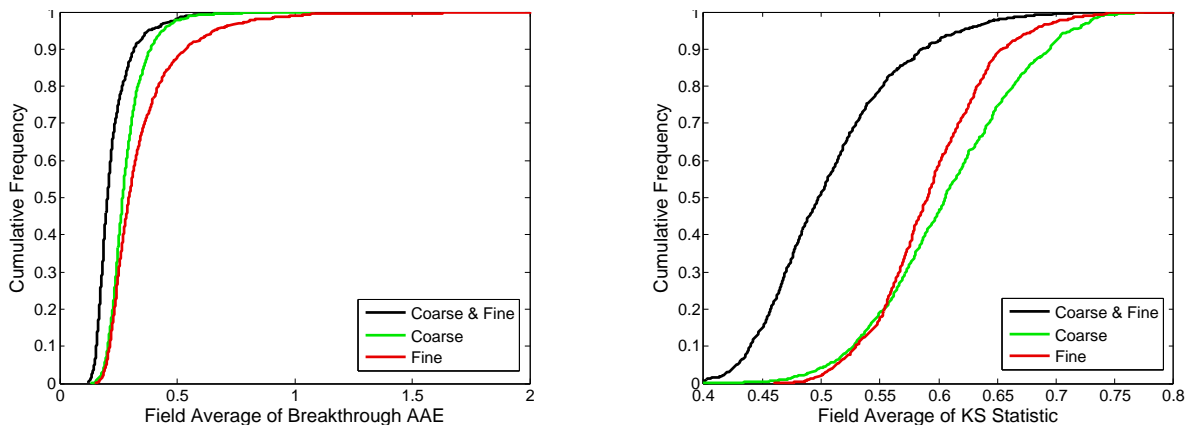 1
0.9
0.8
0.7
0.6
0.5
0.4
0.3
0.2
0.1
0
Cumulative Frequency
Coarse & Fine
Coarse
Fine
0 0.5 1 1.5 2
Field Average of Breakthrough AAE
1
0.9
0.8
0.7
0.6
0.5
0.4
0.3
0.2
0.1
0
Cumulative Frequency
Coarse & Fine
Coarse
Fine
0.4 0.45 0.5 0.55 0.6 0.65 0.7 0.75 0.8
Field Average of KS Statistic